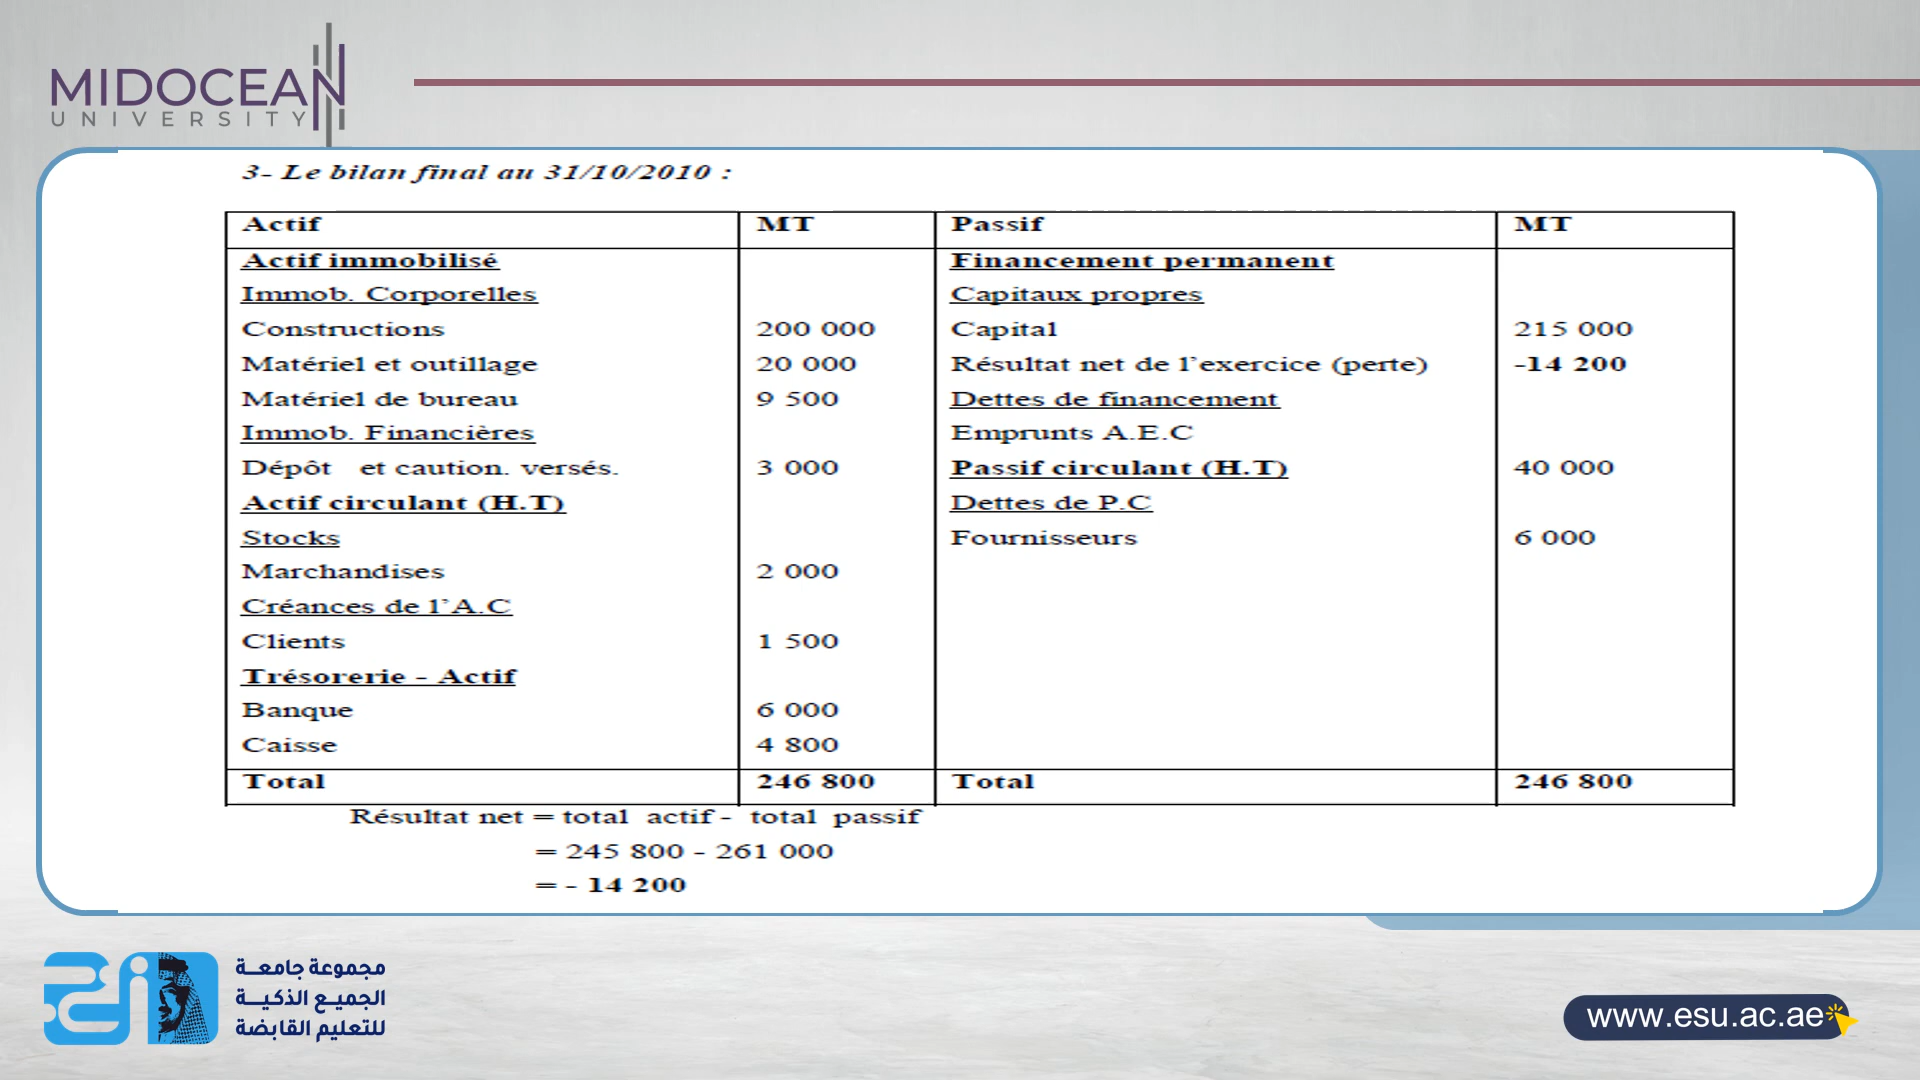 MIDOCEAN
UNIVERSITY
3- Le bilan final au 31/10/2010 :
Actif MT Passif MT
Actif immobilisé Financement permanent
Immob. Corporelles Capitaux propres
Constructions 200 000 Capital 215 000
Matériel et outillage 20 000 Résultat net de l’exercice (perte) -14 200
Matériel de bureau 9 500 Dettes de financement
Immob. Financières Emprunts A.E.C
Dépôt et caution. versés. 3 000 Passif circulant (H.T) 40 000
Actif circulant (H.T) Dettes de P.C
Stocks Fournisseurs 6 000
Marchandises 2 000
Créances de l’A.C
Clients 1 500
Trésorerie - Actif
Banque 6 000
Caisse 4 800
Total 246 800 Total 246 800
Résultat net = total actif - total passif
= 245 800 - 261 000
= - 14 200
مجموعة جامعة
الجميع الذكية
للتعليم القابضة
www.esu.ac.ae